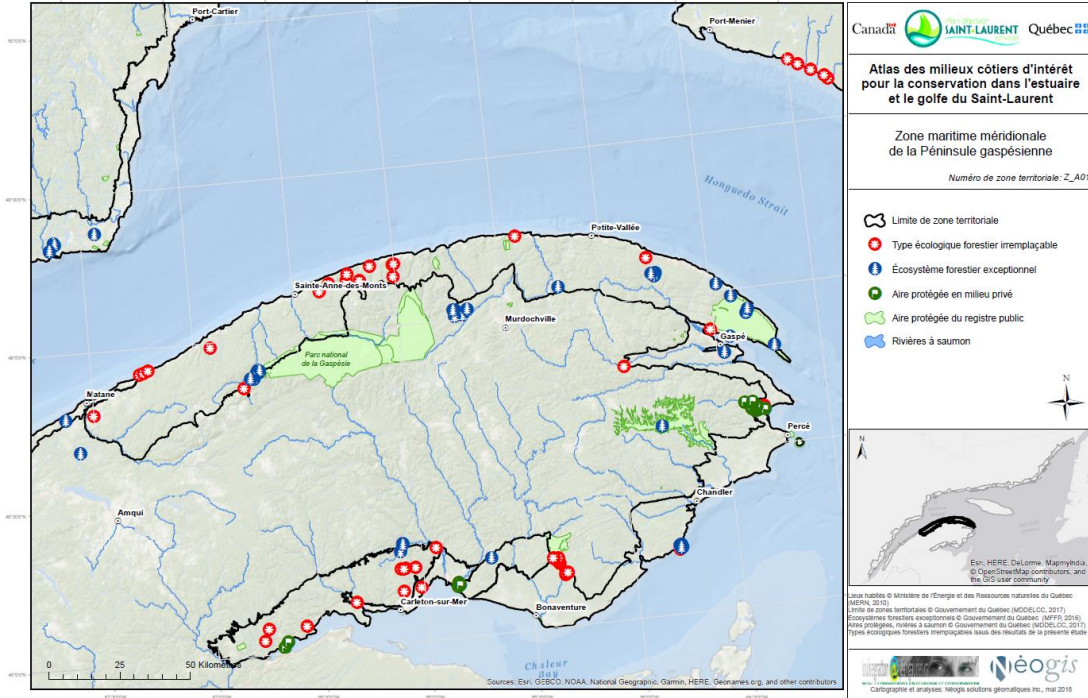 Port-Cartier
Port-Menier
Honguedo Strait
Potite-Vallée
Sainte-Anne-des-Monts
Murdochville
Gaspé
Parc national
de la Gaspésie
Matane
Percé
Chandler
Amqui
Carleton-sur-Mer
Bonaventure
Chaleur
Bay
0 25 50 Kilomètres
Sources: Esri, GEBCO, NOAA, National Geographic, Garmin, HERE, Geonames.org, and other contributors
Canada SAINT-LAURENT Québec
Atlas des milieux côtiers d'intérêt
pour la conservation dans l'estuaire
et le golfe du Saint-Laurent
Zone maritime méridionale
de la Péninsule gaspésienne
Numéro de zone territoriale: Z_A01
Limite de zone territoriale
Type écologique forestier irremplaçable
Écosystème forestier exceptionnel
Aire protégée en milieu privé
Aire protégée du registre public
Rivières à saumon
N
N
Esri, HERE, DeLorme, MapmyIndia,
© OpenStreetMap contributors, and
the GIS user community
Lieux habités © Ministère de l'Énergie et des Ressources naturelles du Québec
(MERN, 2010)
Limite de zones territoriales © Gouvernement du Québec (MDDELCC, 2017)
Écosystèmes forestiers exceptionnels © Gouvernement du Québec (MFFP, 2016)
Aires protégées, rivières à saumon © Gouvernement du Québec (MDDELCC, 2017)
Types écologiques forestiers irremplaçables issus des résultats de la présente étude
Néogis
Cartographie et analyses: Néogis solutions géomatiques inc., mai 2018